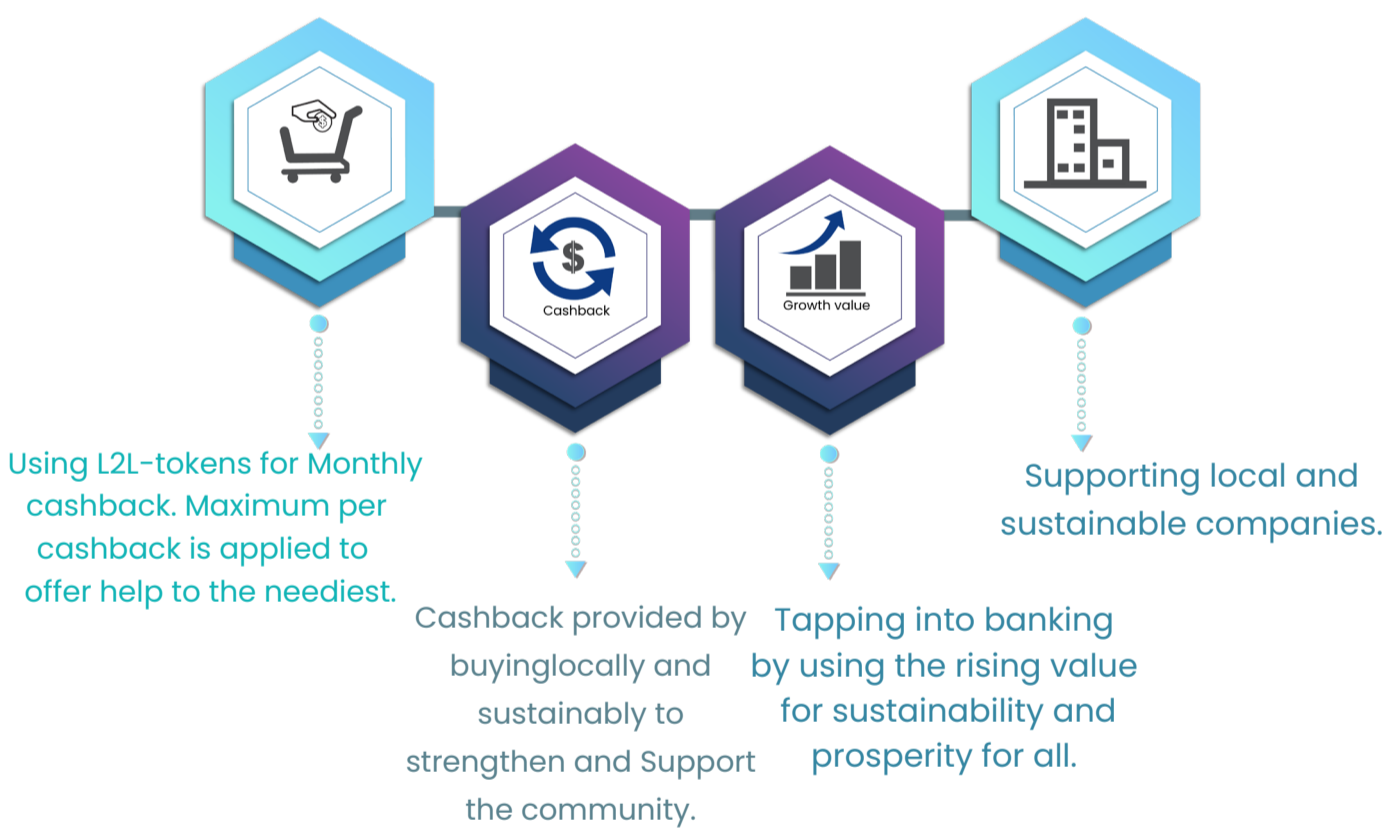 $
Cashback
Growth value
Using L2L-tokens for Monthly
cashback. Maximum per
cashback is applied to
offer help to the neediest.
Cashback provided by
buyinglocally and
sustainably to
strengthen and Support
the community.
Tapping into banking
by using the rising value
for sustainability and
prosperity for all.
Supporting local and
sustainable companies.